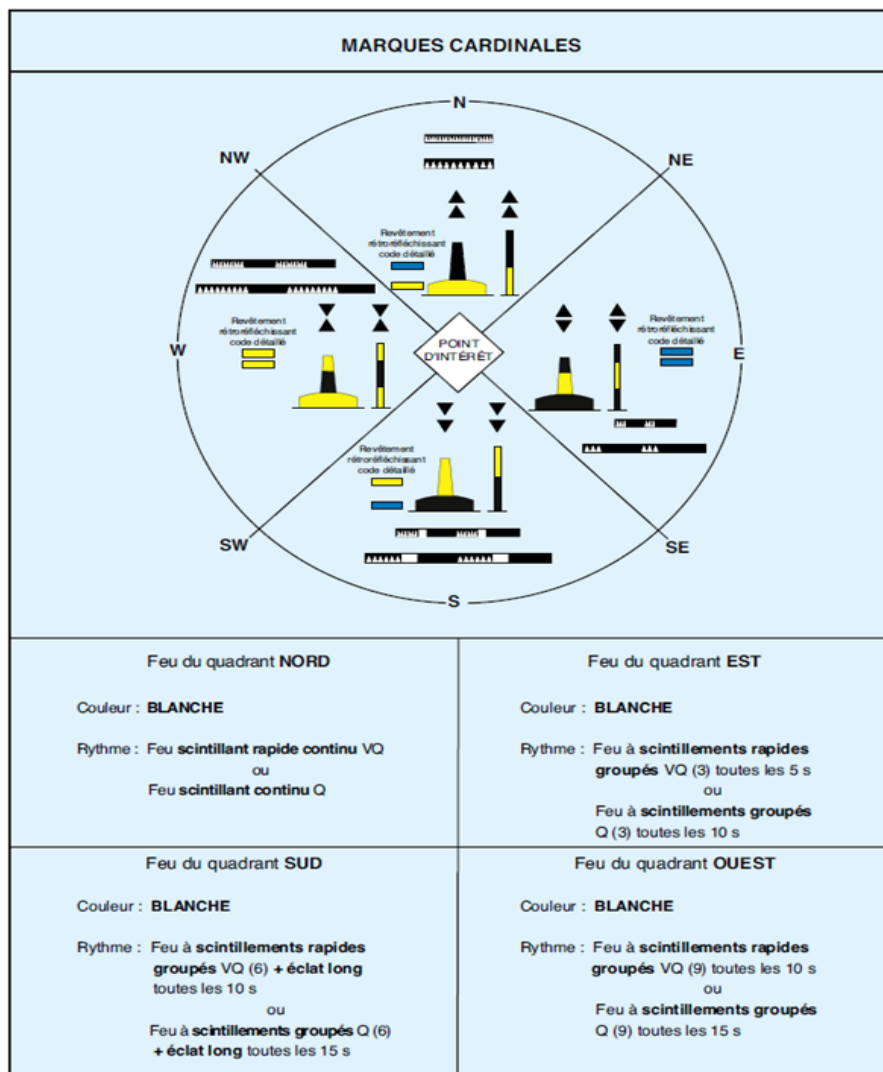 MARQUES CARDINALES
N
NW
NE
Revêtement
rétroréfléchissant
code détaillé
Revêtement
rétroréfléchissant
code détaillé
Revêtement
rétroréfléchissant
code détaillé
W
POINT
D'INTÉRÊT
E
Revêtement
rétroréfléchissant
code détaillé
SW
SE
S
Feu du quadrant NORD
Couleur : BLANCHE
Rythme : Feu scintillant rapide continu VQ
ou
Feu scintillant continu Q
Feu du quadrant EST
Couleur : BLANCHE
Rythme : Feu à scintillements rapides
groupés VQ (3) toutes les 5 s
ou
Feu à scintillements groupés
Q (3) toutes les 10 s
Feu du quadrant SUD
Couleur : BLANCHE
Rythme : Feu à scintillements rapides
groupés VQ (6) + éclat long
toutes les 10 s
ou
Feu à scintillements groupés Q (6)
+ éclat long toutes les 15 s
Feu du quadrant OUEST
Couleur : BLANCHE
Rythme : Feu à scintillements rapides
groupés VQ (9) toutes les 10 s
ou
Feu à scintillements groupés
Q (9) toutes les 15 s